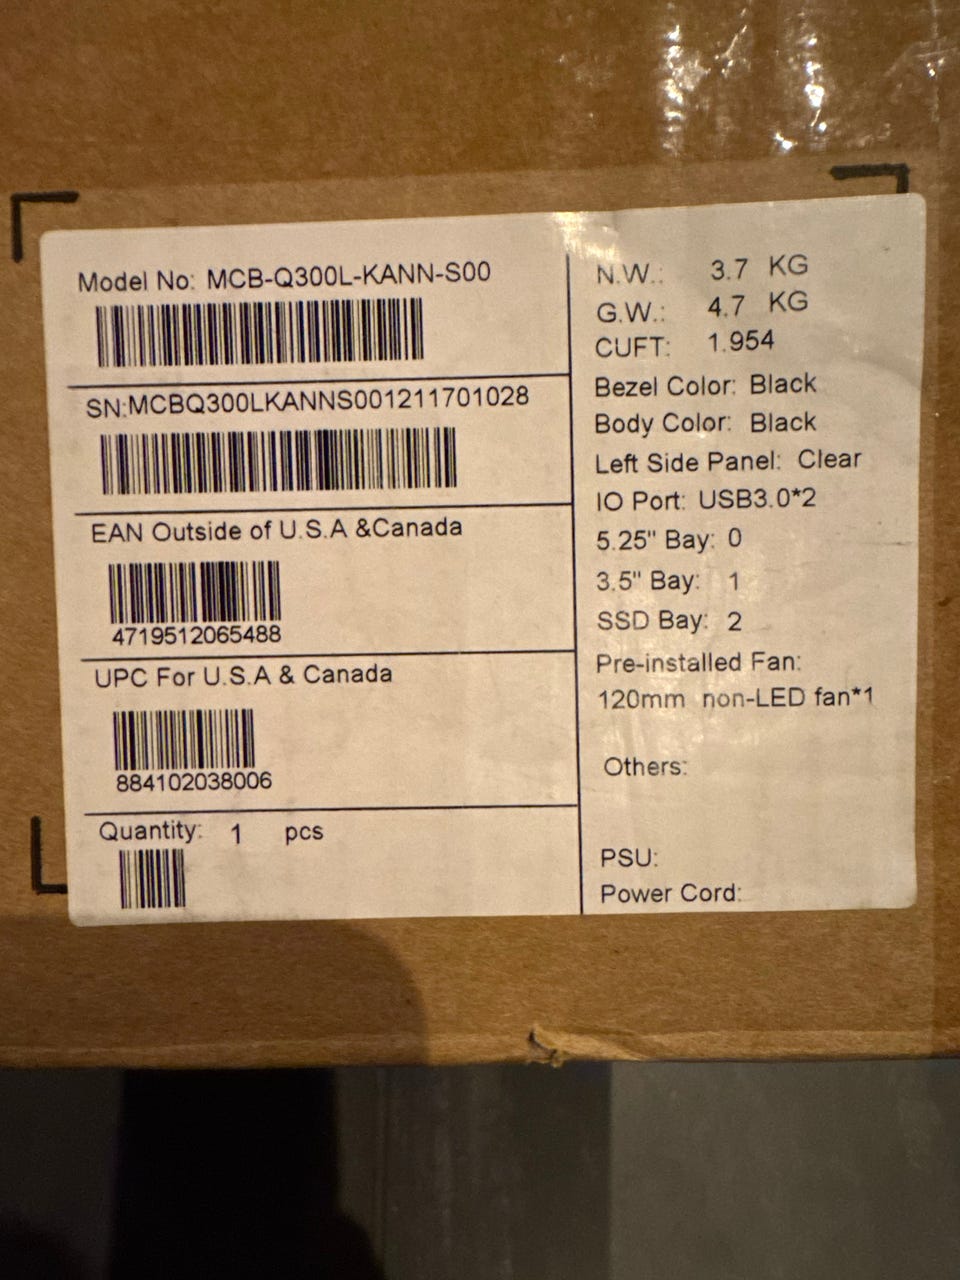 Model No: MCB-Q300L-KANN-S00
SN:MCBQ300LKANNS001211701028
EAN Outside of U.S.A &Canada
4719512065488
UPC For U.S.A & Canada
884102038006
Quantity: 1 pcs
N.W.: 3.7 KG
G.W.: 4.7 KG
CUFT: 1.954
Bezel Color: Black
Body Color: Black
Left Side Panel: Clear
IO Port: USB3.0*2
5.25" Bay: 0
3.5" Bay: 1
SSD Bay: 2
Pre-installed Fan:
120mm non-LED fan*1
Others:
PSU:
Power Cord: